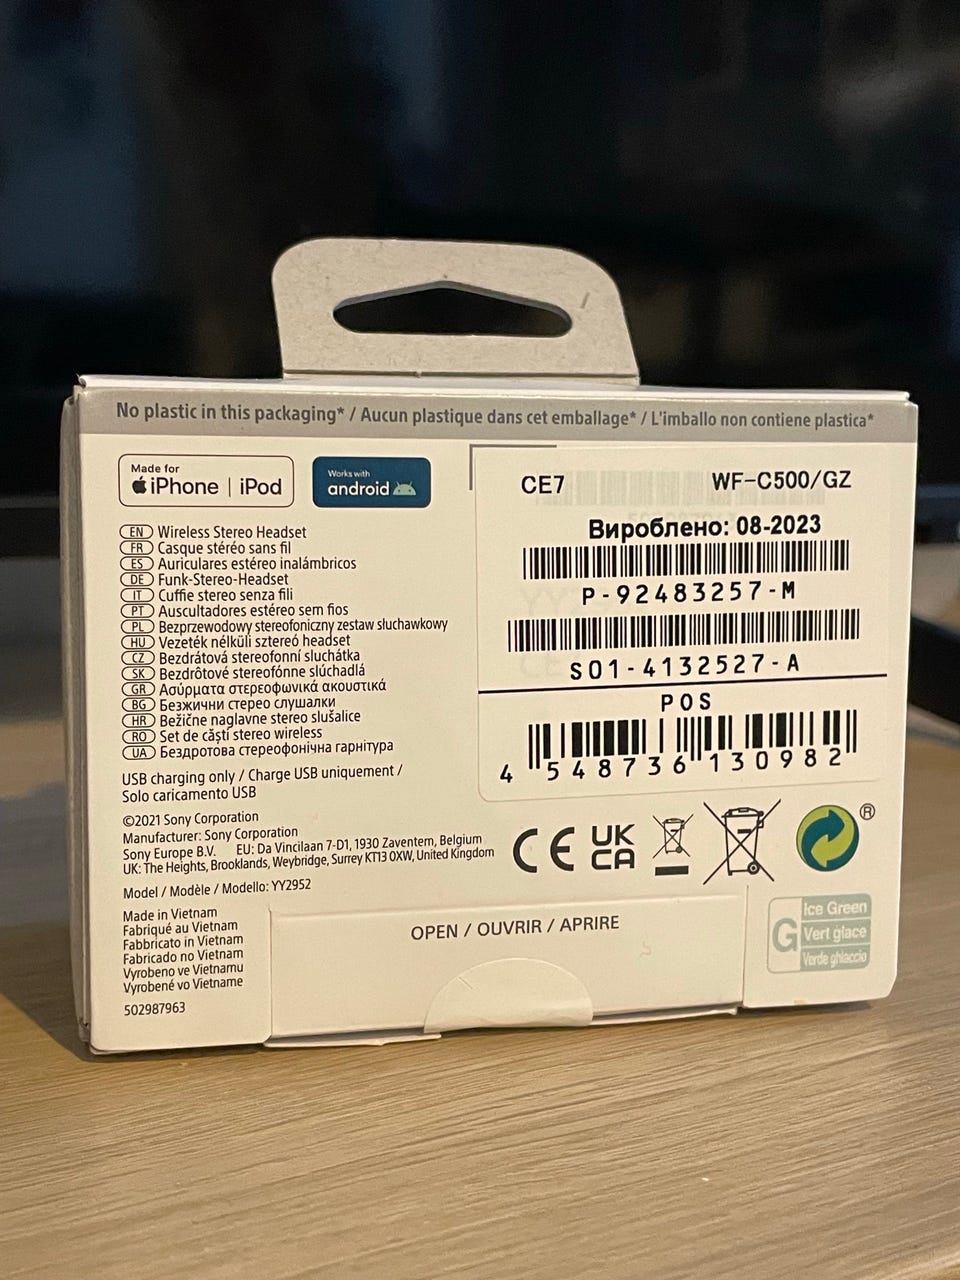 No plastic in this packaging* / Aucun plastique dans cet emballage* / L'imballo non contiene plastica*
Made for
iPhone | iPod
Works with
android
EN Wireless Stereo Headset
FR Casque stéréo sans fil
ES Auriculares estéreo inalámbricos
DE Funk-Stereo-Headset
IT Cuffie stereo senza fili
PT Auscultadores estéreo sem fios
PL Bezprzewodowy stereofoniczny zestaw słuchawkowy
HU Vezeték nélküli sztereó headset
CZ Bezdrátová stereofonní sluchátka
SK Bezdrôtové stereofónne slúchadlá
GR Ασύρματα στερεοφωνικά ακουστικά
BG Безжични стерео слушалки
HR Bežične naglavne stereo slušalice
RO Set de căşti stereo wireless
UA Бездротова стереофонічна гарнітура
USB charging only / Charge USB uniquement /
Solo caricamento USB
©2021 Sony Corporation
Manufacturer: Sony Corporation
Sony Europe B.V. EU: Da Vincilaan 7-D1, 1930 Zaventem, Belgium
UK: The Heights, Brooklands, Weybridge, Surrey KT13 0XW, United Kingdom
Model / Modèle / Modello: YY2952
Made in Vietnam
Fabriqué au Vietnam
Fabbricato in Vietnam
Fabricado no Vietnam
Vyrobeno ve Vietnamu
Vyrobené vo Vietname
502987963
CE7 WF-C500/GZ
Вироблено: 08-2023
P-92483257-M
S01-4132527-A
POS
4 548736 130982
CE
UK
CA
®
G
Ice Green
Vert glace
Verde ghiaccio
OPEN / OUVRIR / APRIRE